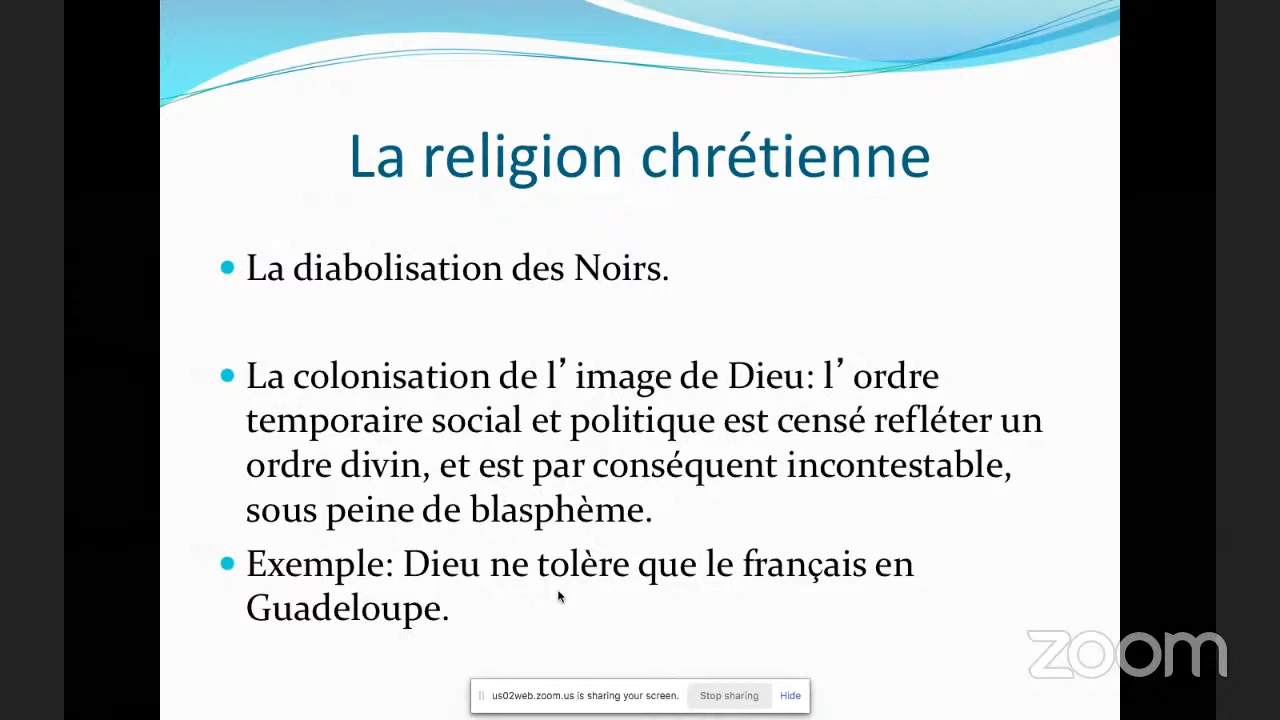 La religion chrétienne
• La diabolisation des Noirs.
• La colonisation de l’ image de Dieu: l’ ordre
temporaire social et politique est censé refléter un
ordre divin, et est par conséquent incontestable,
sous peine de blasphème.
• Exemple: Dieu ne tolère que le français en
Guadeloupe.
zoom
us02web.zoom.us is sharing your screen. Stop sharing Hide